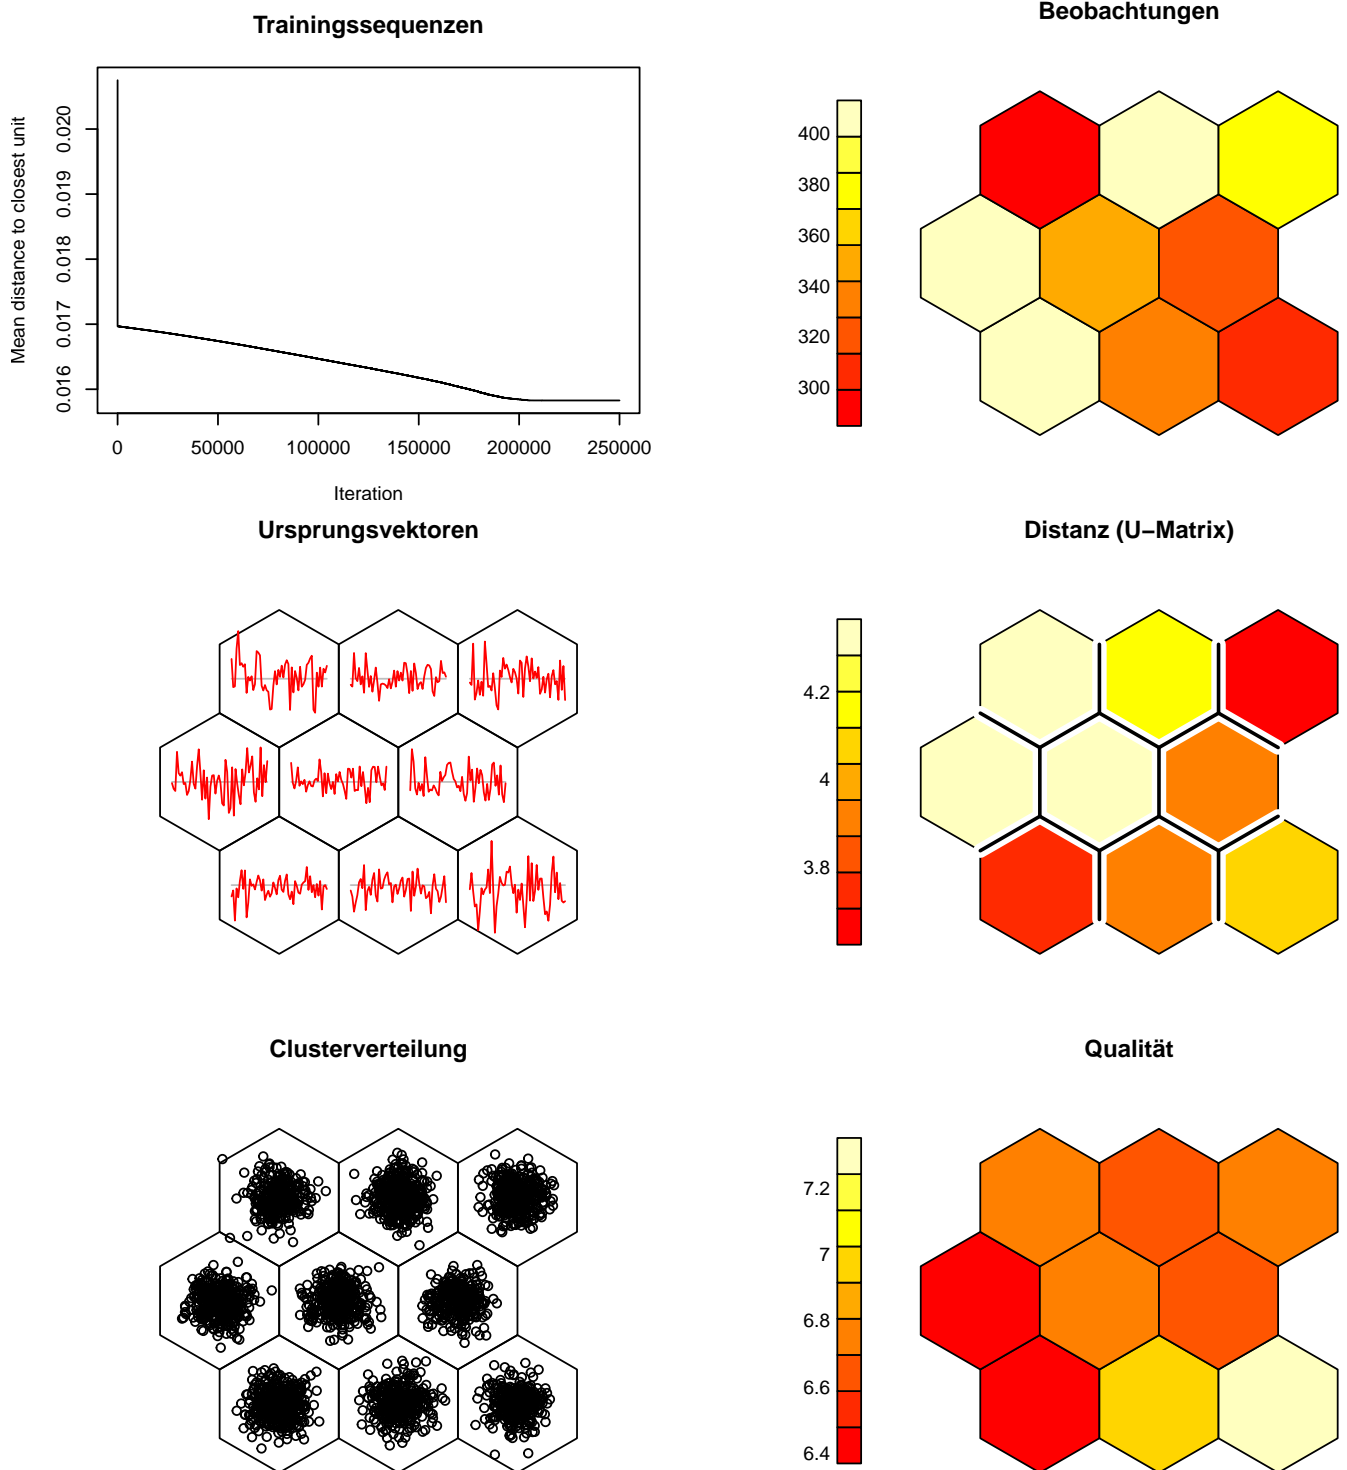 Trainingssequenzen
Mean distance to closest unit
0.020
0.019
0.018
0.017
0.016
0 50000 100000 150000 200000 250000
Iteration
Beobachtungen
400
380
360
340
320
300
Ursprungsvektoren
Distanz (U−Matrix)
4.2
4
3.8
Clusterverteilung
Qualität
7.2
7
6.8
6.6
6.4